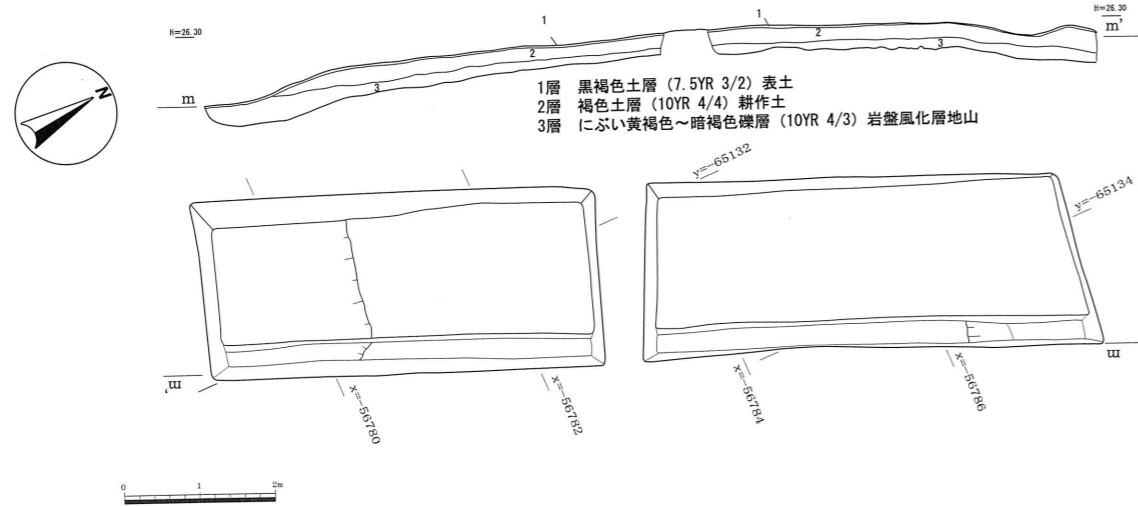 H=26.30
1
1
H=26.30
m'
2
2
3
N
3
m
1層 黒褐色土層 (7.5YR 3/2) 表土
2層 褐色土層 (10YR 4/4) 耕作土
3層 にぶい黄褐色~暗褐色礫層 (10YR 4/3) 岩盤風化層地山
y=-65132
y=-65134
m'
m
x=-56780
x=-56782
x=-56784
x=-56786
0 1 2m